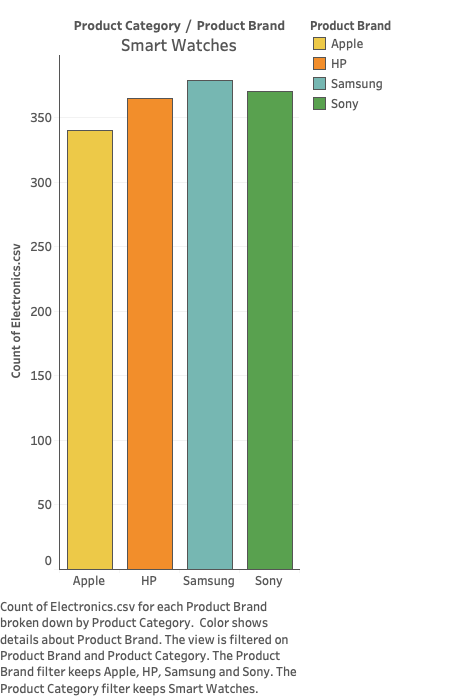 Product Category / Product Brand
Smart Watches
Product Brand
Apple
HP
Samsung
Sony
Count of Electronics.csv
350
300
250
200
150
100
50
0
Apple HP Samsung Sony
Count of Electronics.csv for each Product Brand
broken down by Product Category.  Color shows
details about Product Brand. The view is filtered on
Product Brand and Product Category. The Product
Brand filter keeps Apple, HP, Samsung and Sony. The
Product Category filter keeps Smart Watches.